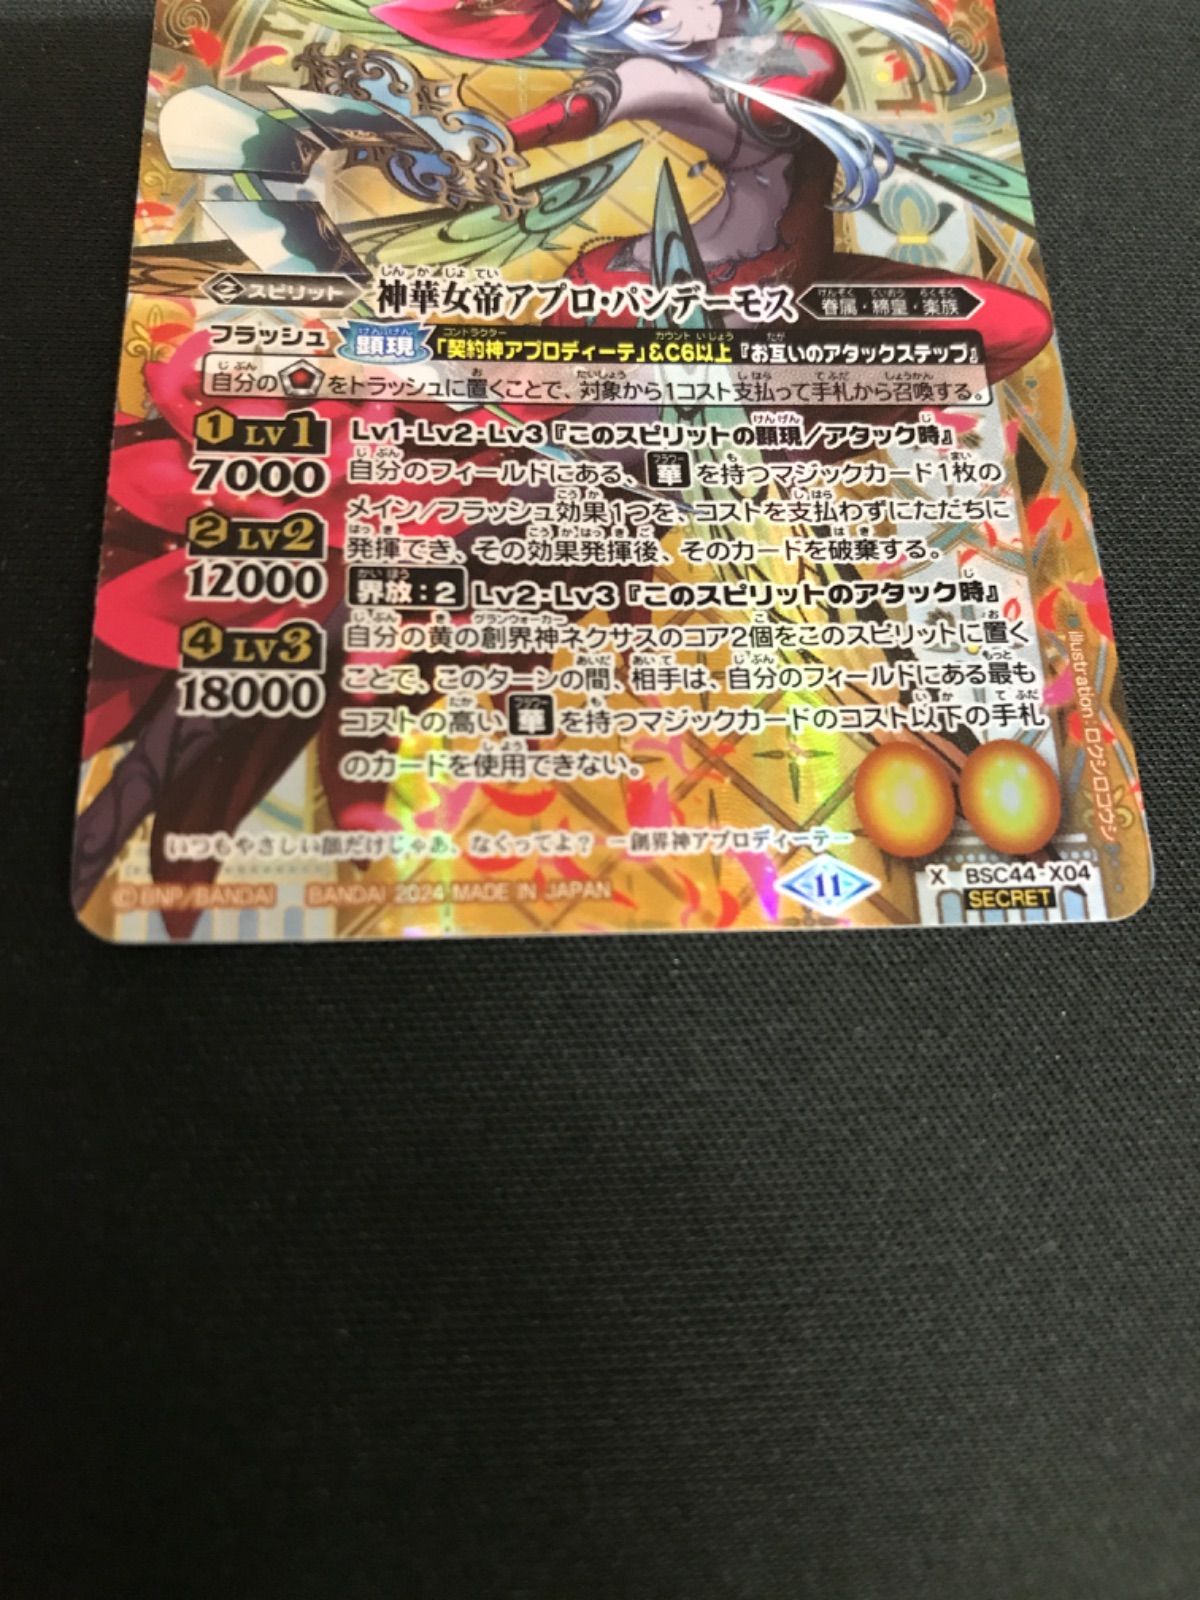 スピリット 神華女帝アプロ・パンデーモス 眷属・締皇・楽族
フラッシュ 顕現 「契約神アプロディーテ」&C6以上『お互いのアタックステップ』
自分の をトラッシュに置くことで、対象から1コスト支払って手札から召喚する。
1 LV1
7000
2 LV2
12000
4 LV3
18000
Lv1・Lv2・Lv3『このスピリットの顕現/アタック時』
自分のフィールドにある、華を持つマジックカード1枚の
メイン/フラッシュ効果1つを、コストを支払わずにただちに
発揮でき、その効果発揮後、そのカードを破棄する。
界放:2 Lv2・Lv3『このスピリットのアタック時』
自分の黄の創界神ネクサスのコア2個をこのスピリットに置く
ことで、このターンの間、相手は、自分のフィールドにある最も
コストの高い華を持つマジックカードのコスト以下の手札
のカードを使用できない。
Illustration:ロクシロコウシ
いつもやさしい顔だけじゃあ、なくってよ? ー創界神アプロディーテー
©BNP/BANDAI BANDAI 2024 MADE IN JAPAN
11
X BSC44-X04
SECRET